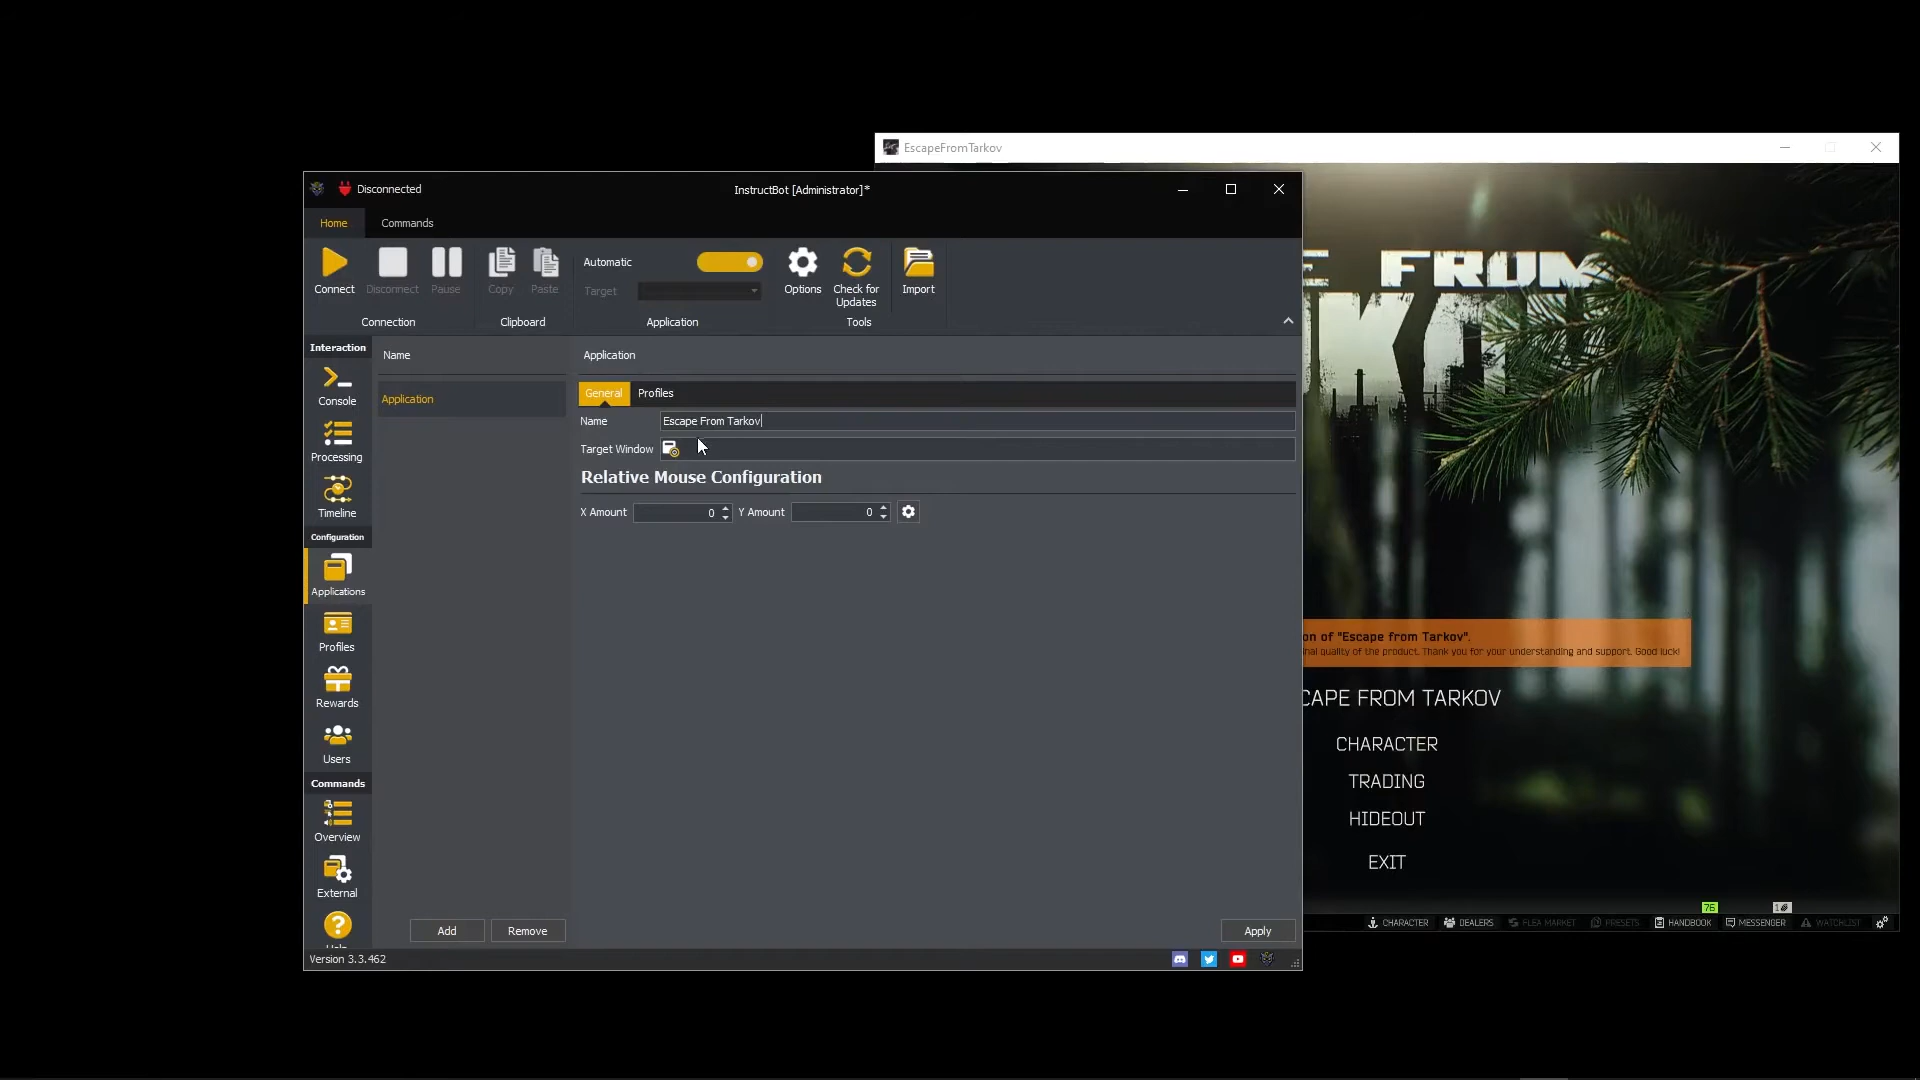 EscapeFromTarkov
Disconnected
InstructBot [Administrator]*
Home
Commands
Connect
Disconnect
Pause
Copy
Paste
Automatic
Target
Options
Check for
Updates
Import
Connection
Clipboard
Application
Tools
Interaction
Console
Processing
Timeline
Configuration
Applications
Profiles
Rewards
Users
Commands
Overview
External
Name
Application
Application
General
Profiles
Name
Escape From Tarkov
Target Window
Relative Mouse Configuration
X Amount
0
Y Amount
0
Add
Remove
Apply
Version 3.3.462
E FROM
on of "Escape from Tarkov".
nal quality of the product. Thank you for your understanding and support. Good luck!
CAPE FROM TARKOV
CHARACTER
TRADING
HIDEOUT
EXIT
76
1
CHARACTER
DEALERS
FLEA MARKET
PRESETS
HANDBOOK
MESSENGER
WATCHLIST